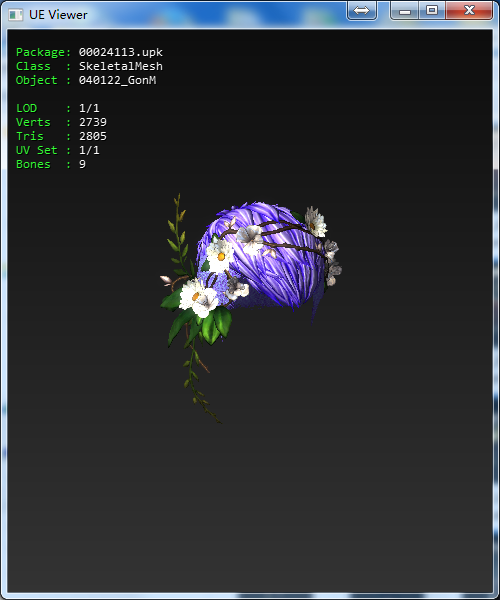 UE Viewer
Package: 00024113.upk
Class : SkeletalMesh
Object : 040122_GonM
LOD : 1/1
Verts : 2739
Tris : 2805
UV Set : 1/1
Bones : 9